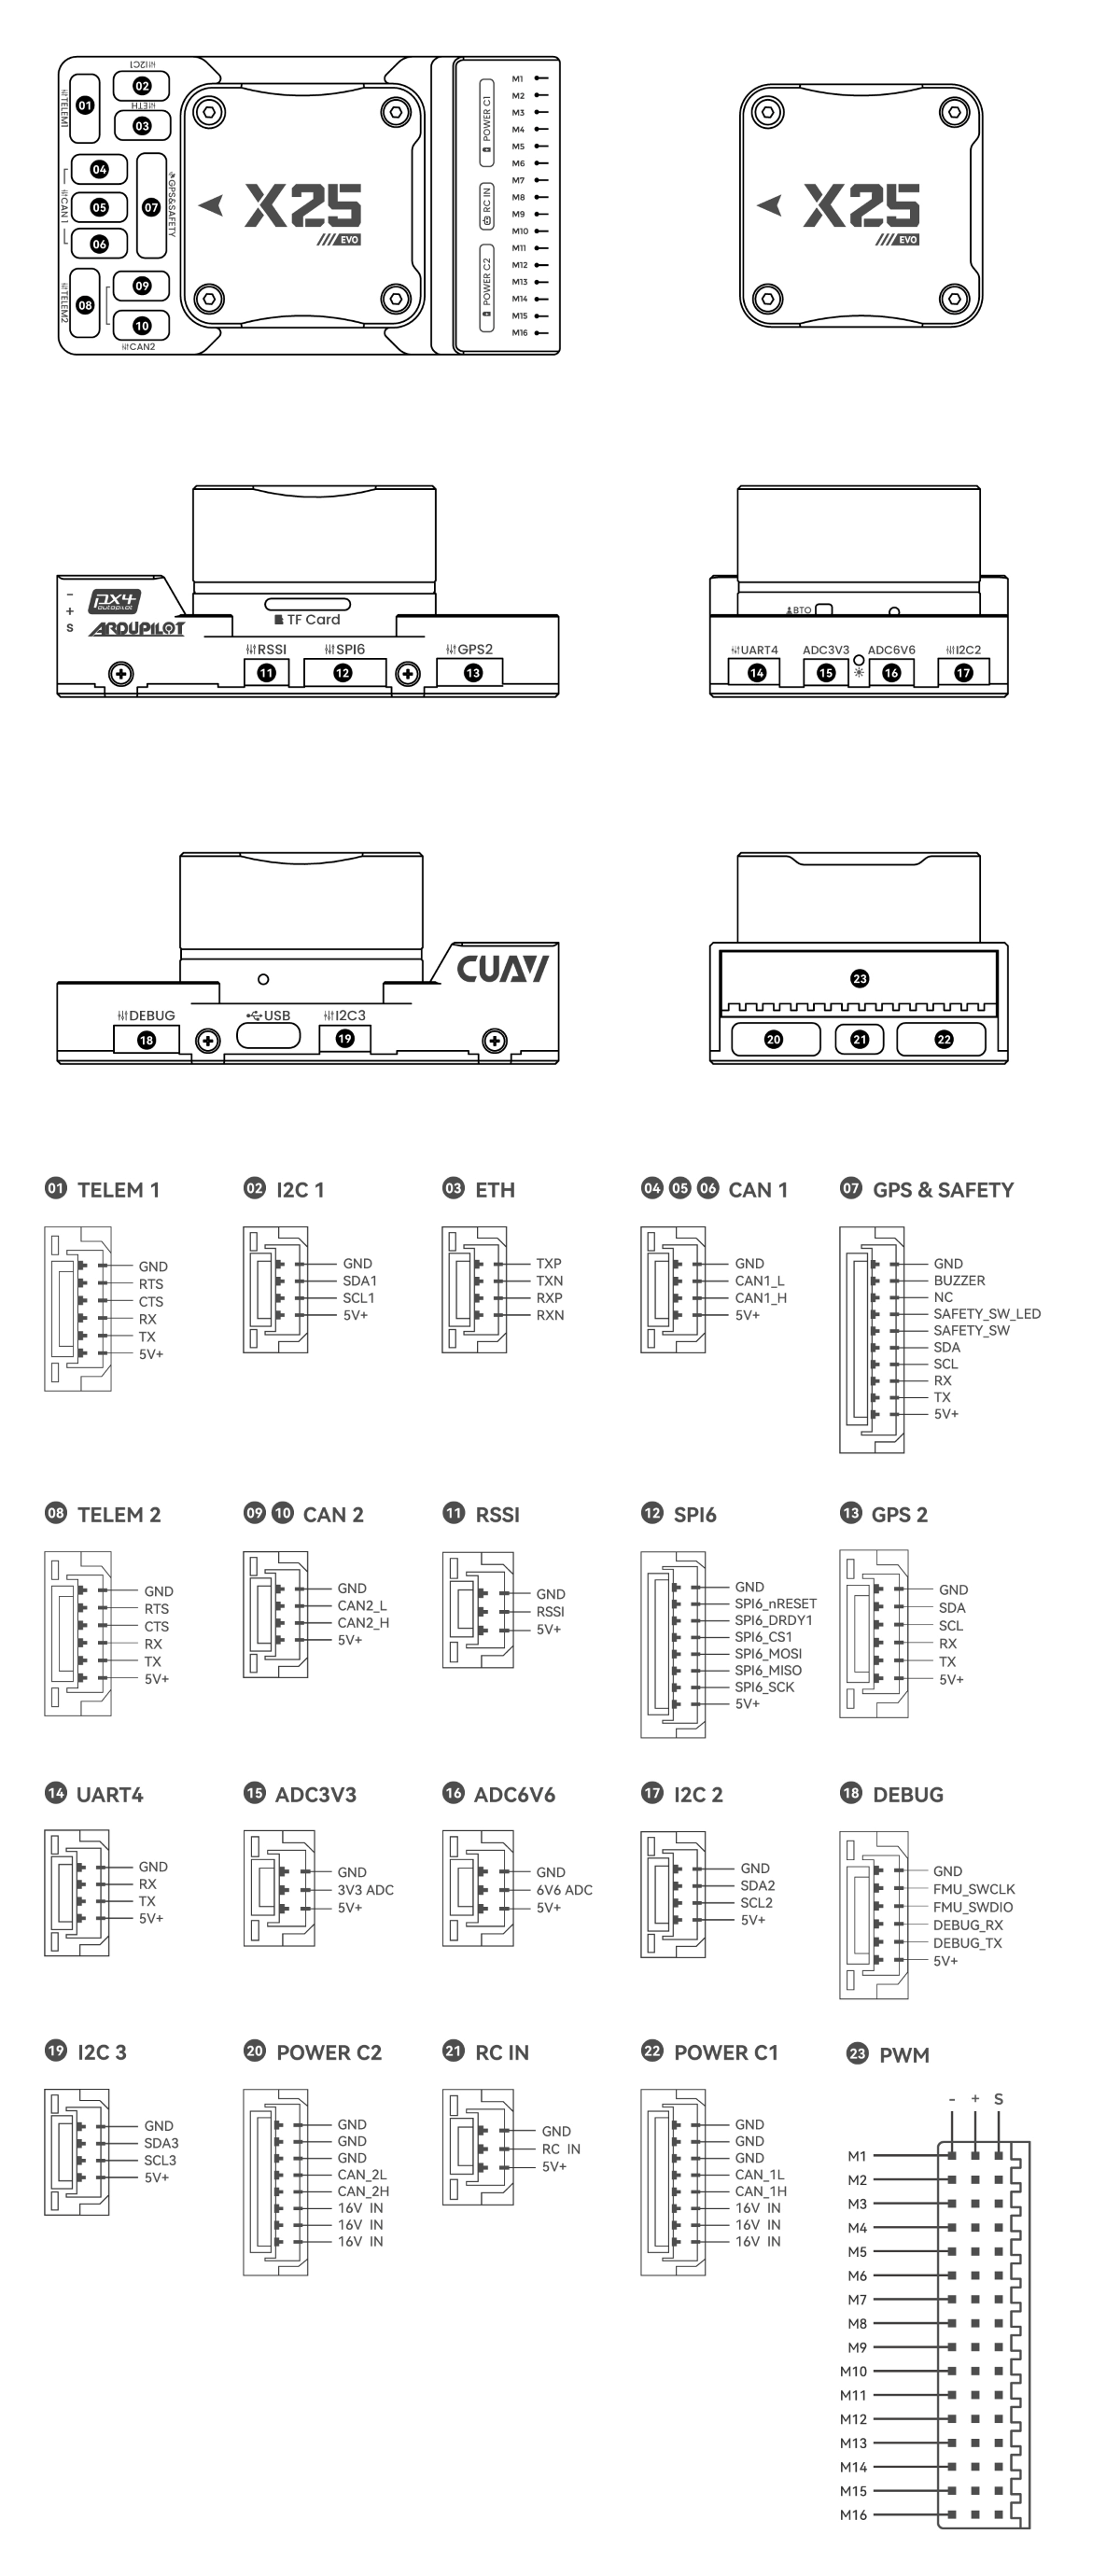 I2C1
TELEM1
01
02
ETH
03
04
CAN 1
05
06
07
GPS&SAFETY
TELEM2
08
09
10
CAN2
X25
EVO
POWER C1
RC IN
POWER C2
M1
M2
M3
M4
M5
M6
M7
M8
M9
M10
M11
M12
M13
M14
M15
M16
X25
EVO
-
+
S
px4
autopilot
ARDUPILOT
TF Card
RSSI
SPI6
GPS2
11
12
13
BTO
UART4
ADC3V3
ADC6V6
I2C2
14
15
16
17
CUAV
DEBUG
USB
I2C3
18
19
23
20
21
22
01 TELEM 1
GND
RTS
CTS
RX
TX
5V+
02 I2C 1
GND
SDA1
SCL1
5V+
03 ETH
TXP
TXN
RXP
RXN
04 05 06 CAN 1
GND
CAN1_L
CAN1_H
5V+
07 GPS & SAFETY
GND
BUZZER
NC
SAFETY_SW_LED
SAFETY_SW
SDA
SCL
RX
TX
5V+
08 TELEM 2
GND
RTS
CTS
RX
TX
5V+
09 10 CAN 2
GND
CAN2_L
CAN2_H
5V+
11 RSSI
GND
RSSI
5V+
12 SPI6
GND
SPI6_nRESET
SPI6_DRDY1
SPI6_CS1
SPI6_MOSI
SPI6_MISO
SPI6_SCK
5V+
13 GPS 2
GND
SDA
SCL
RX
TX
5V+
14 UART4
GND
RX
TX
5V+
15 ADC3V3
GND
3V3 ADC
5V+
16 ADC6V6
GND
6V6 ADC
5V+
17 I2C 2
GND
SDA2
SCL2
5V+
18 DEBUG
GND
FMU_SWCLK
FMU_SWDIO
DEBUG_RX
DEBUG_TX
5V+
19 I2C 3
GND
SDA3
SCL3
5V+
20 POWER C2
GND
GND
GND
CAN_2L
CAN_2H
16V IN
16V IN
16V IN
21 RC IN
GND
RC IN
5V+
22 POWER C1
GND
GND
GND
CAN_1L
CAN_1H
16V IN
16V IN
16V IN
23 PWM
- + S
M1
M2
M3
M4
M5
M6
M7
M8
M9
M10
M11
M12
M13
M14
M15
M16